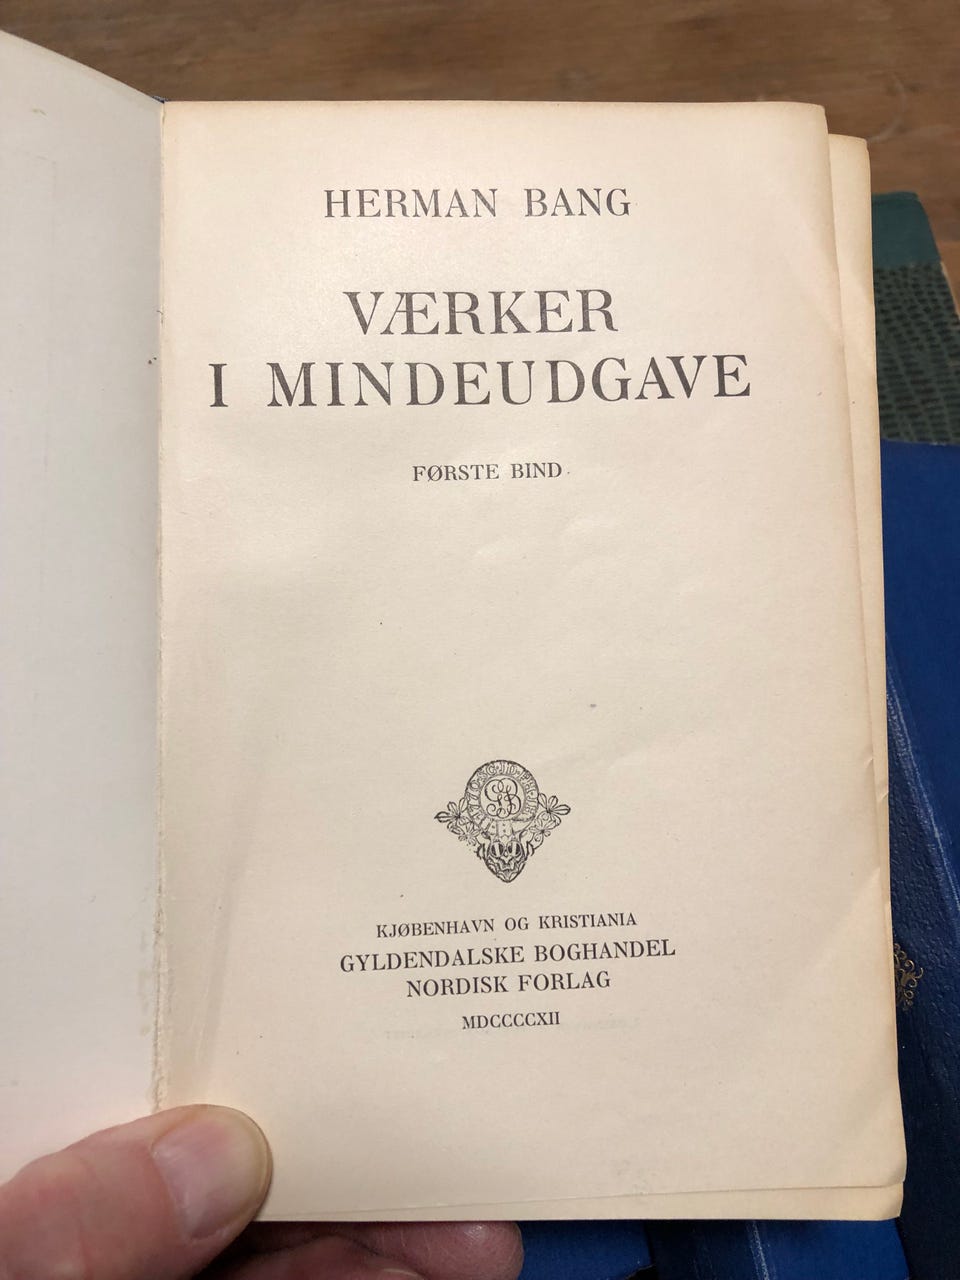 HERMAN BANG
VÆRKER
I MINDEUDGAVE
FØRSTE BIND
KJØBENHAVN OG KRISTIANIA
GYLDENDALSKE BOGHANDEL
NORDISK FORLAG
MDCCCCXII